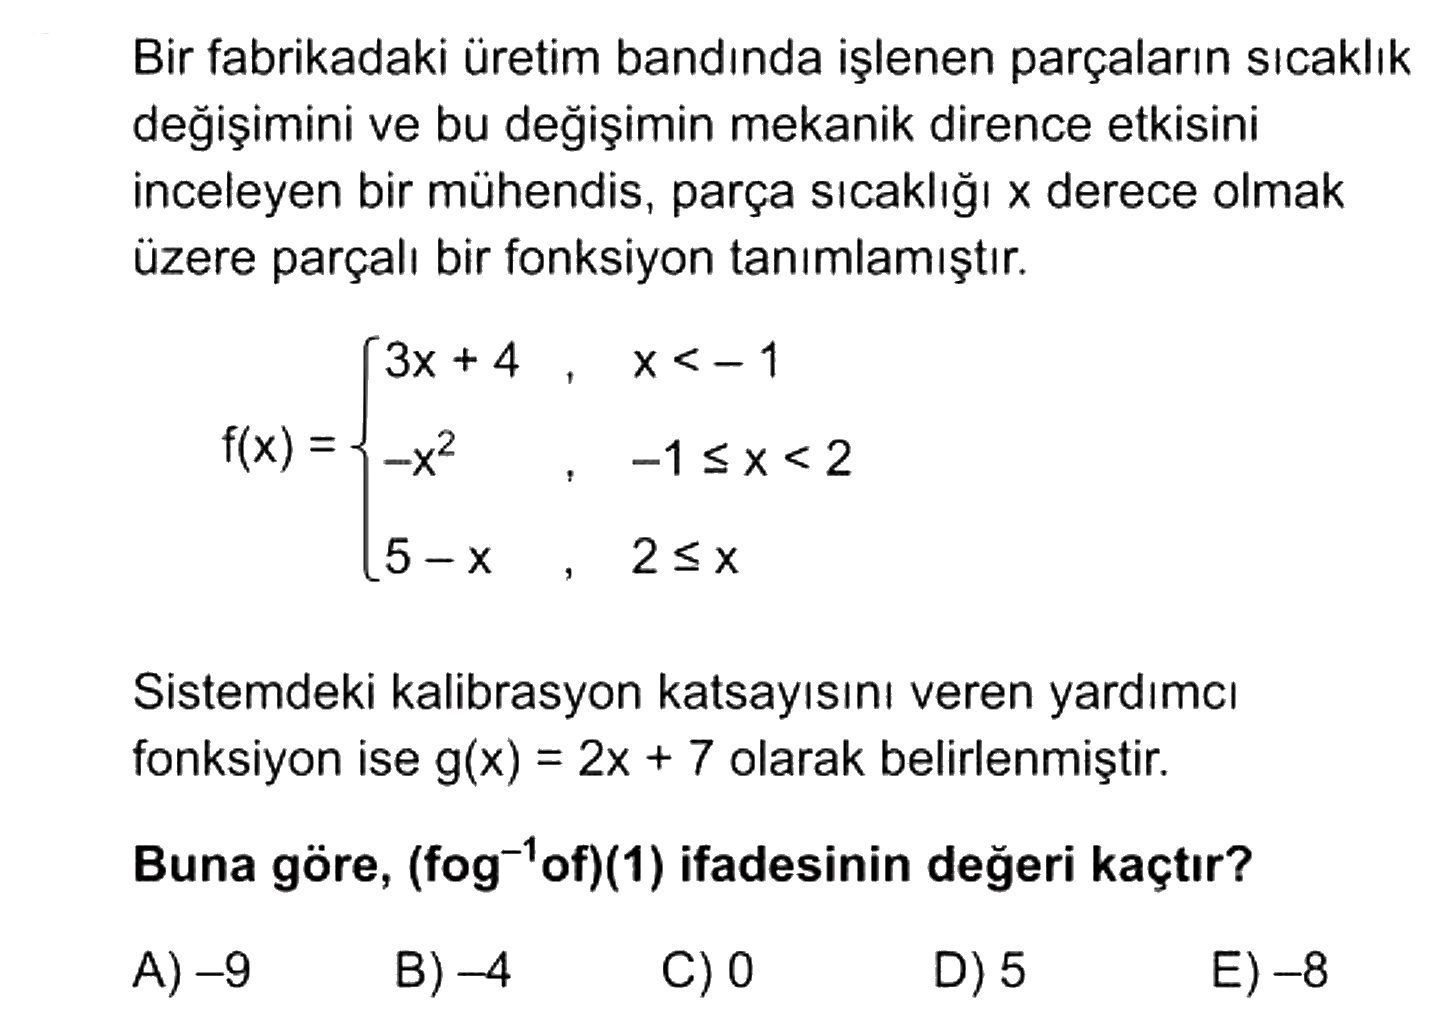 Bir fabrikadaki üretim bandında işlenen parçaların sıcaklık
değişimini ve bu değişimin mekanik dirence etkisini
inceleyen bir mühendis, parça sıcaklığı x derece olmak
üzere parçalı bir fonksiyon tanımlamıştır.
3x + 4 , x < – 1
f(x) = { –x² , –1 ≤ x < 2
5 – x , 2 ≤ x
Sistemdeki kalibrasyon katsayısını veren yardımcı
fonksiyon ise g(x) = 2x + 7 olarak belirlenmiştir.
Buna göre, (fog⁻¹of)(1) ifadesinin değeri kaçtır?
A) –9 B) –4 C) 0 D) 5 E) –8